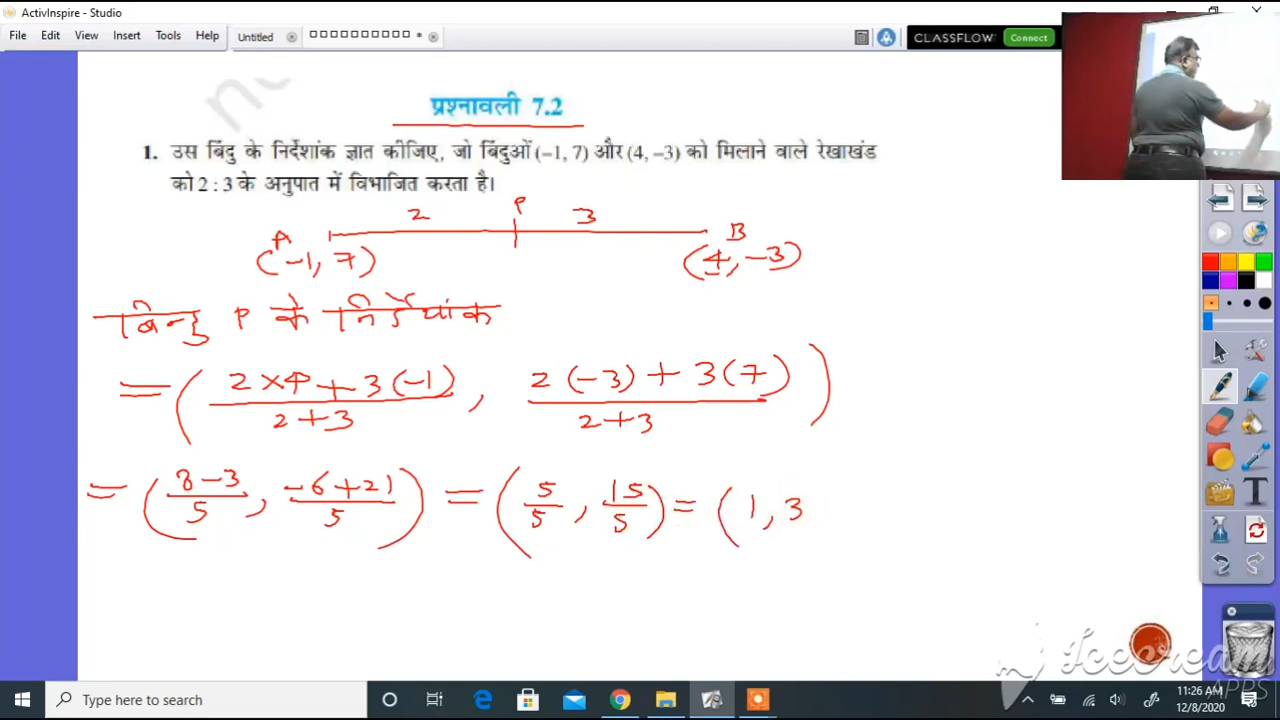 ActivInspire - Studio
File Edit View Insert Tools Help Untitled □□□□□□□□□□ * CLASSFLOW Connect
प्रश्नावली 7.2
1. उस बिंदु के निर्देशांक ज्ञात कीजिए, जो बिंदुओं (–1, 7) और (4, –3) को मिलाने वाले रेखाखंड
को 2 : 3 के अनुपात में विभाजित करता है।
2 P 3
A B
(-1, 7) (4, -3)
बिन्दु P के निर्देशांक
= ( 2×4+3(-1) / 2+3 , 2(-3)+3(7) / 2+3 )
= ( 8-3 / 5 , -6+21 / 5 ) = ( 5/5 , 15/5 ) = ( 1, 3
Icecream
APPS
Type here to search
11:26 AM
12/8/2020